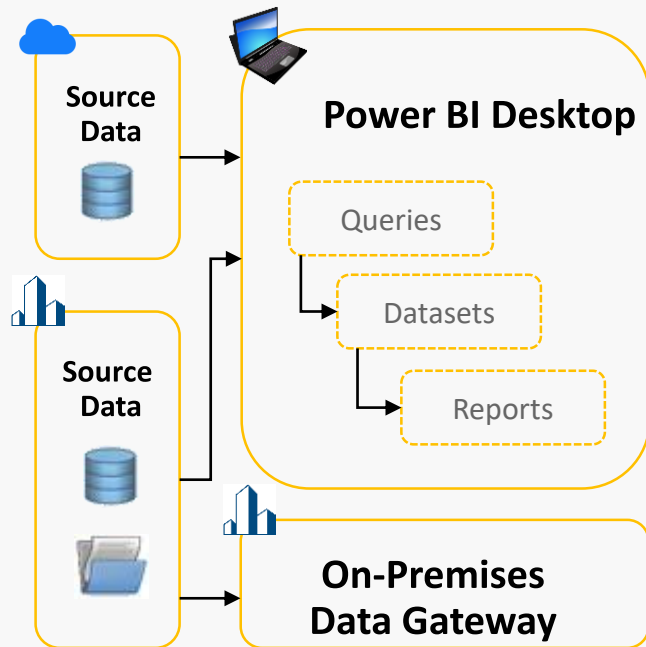 Source
Data
Power BI Desktop
Queries
Datasets
Reports
Source
Data
On-Premises
Data Gateway